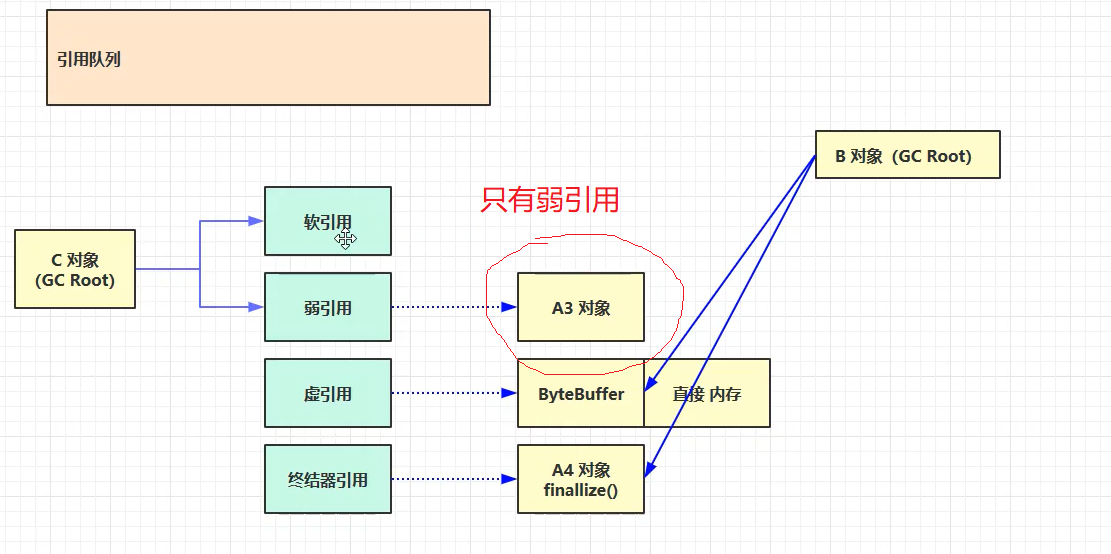 引用队列
B 对象（GC Root）
只有弱引用
软引用
C 对象
（GC Root）
弱引用
A3 对象
虚引用
ByteBuffer
直接 内存
终结器引用
A4 对象
finallize()